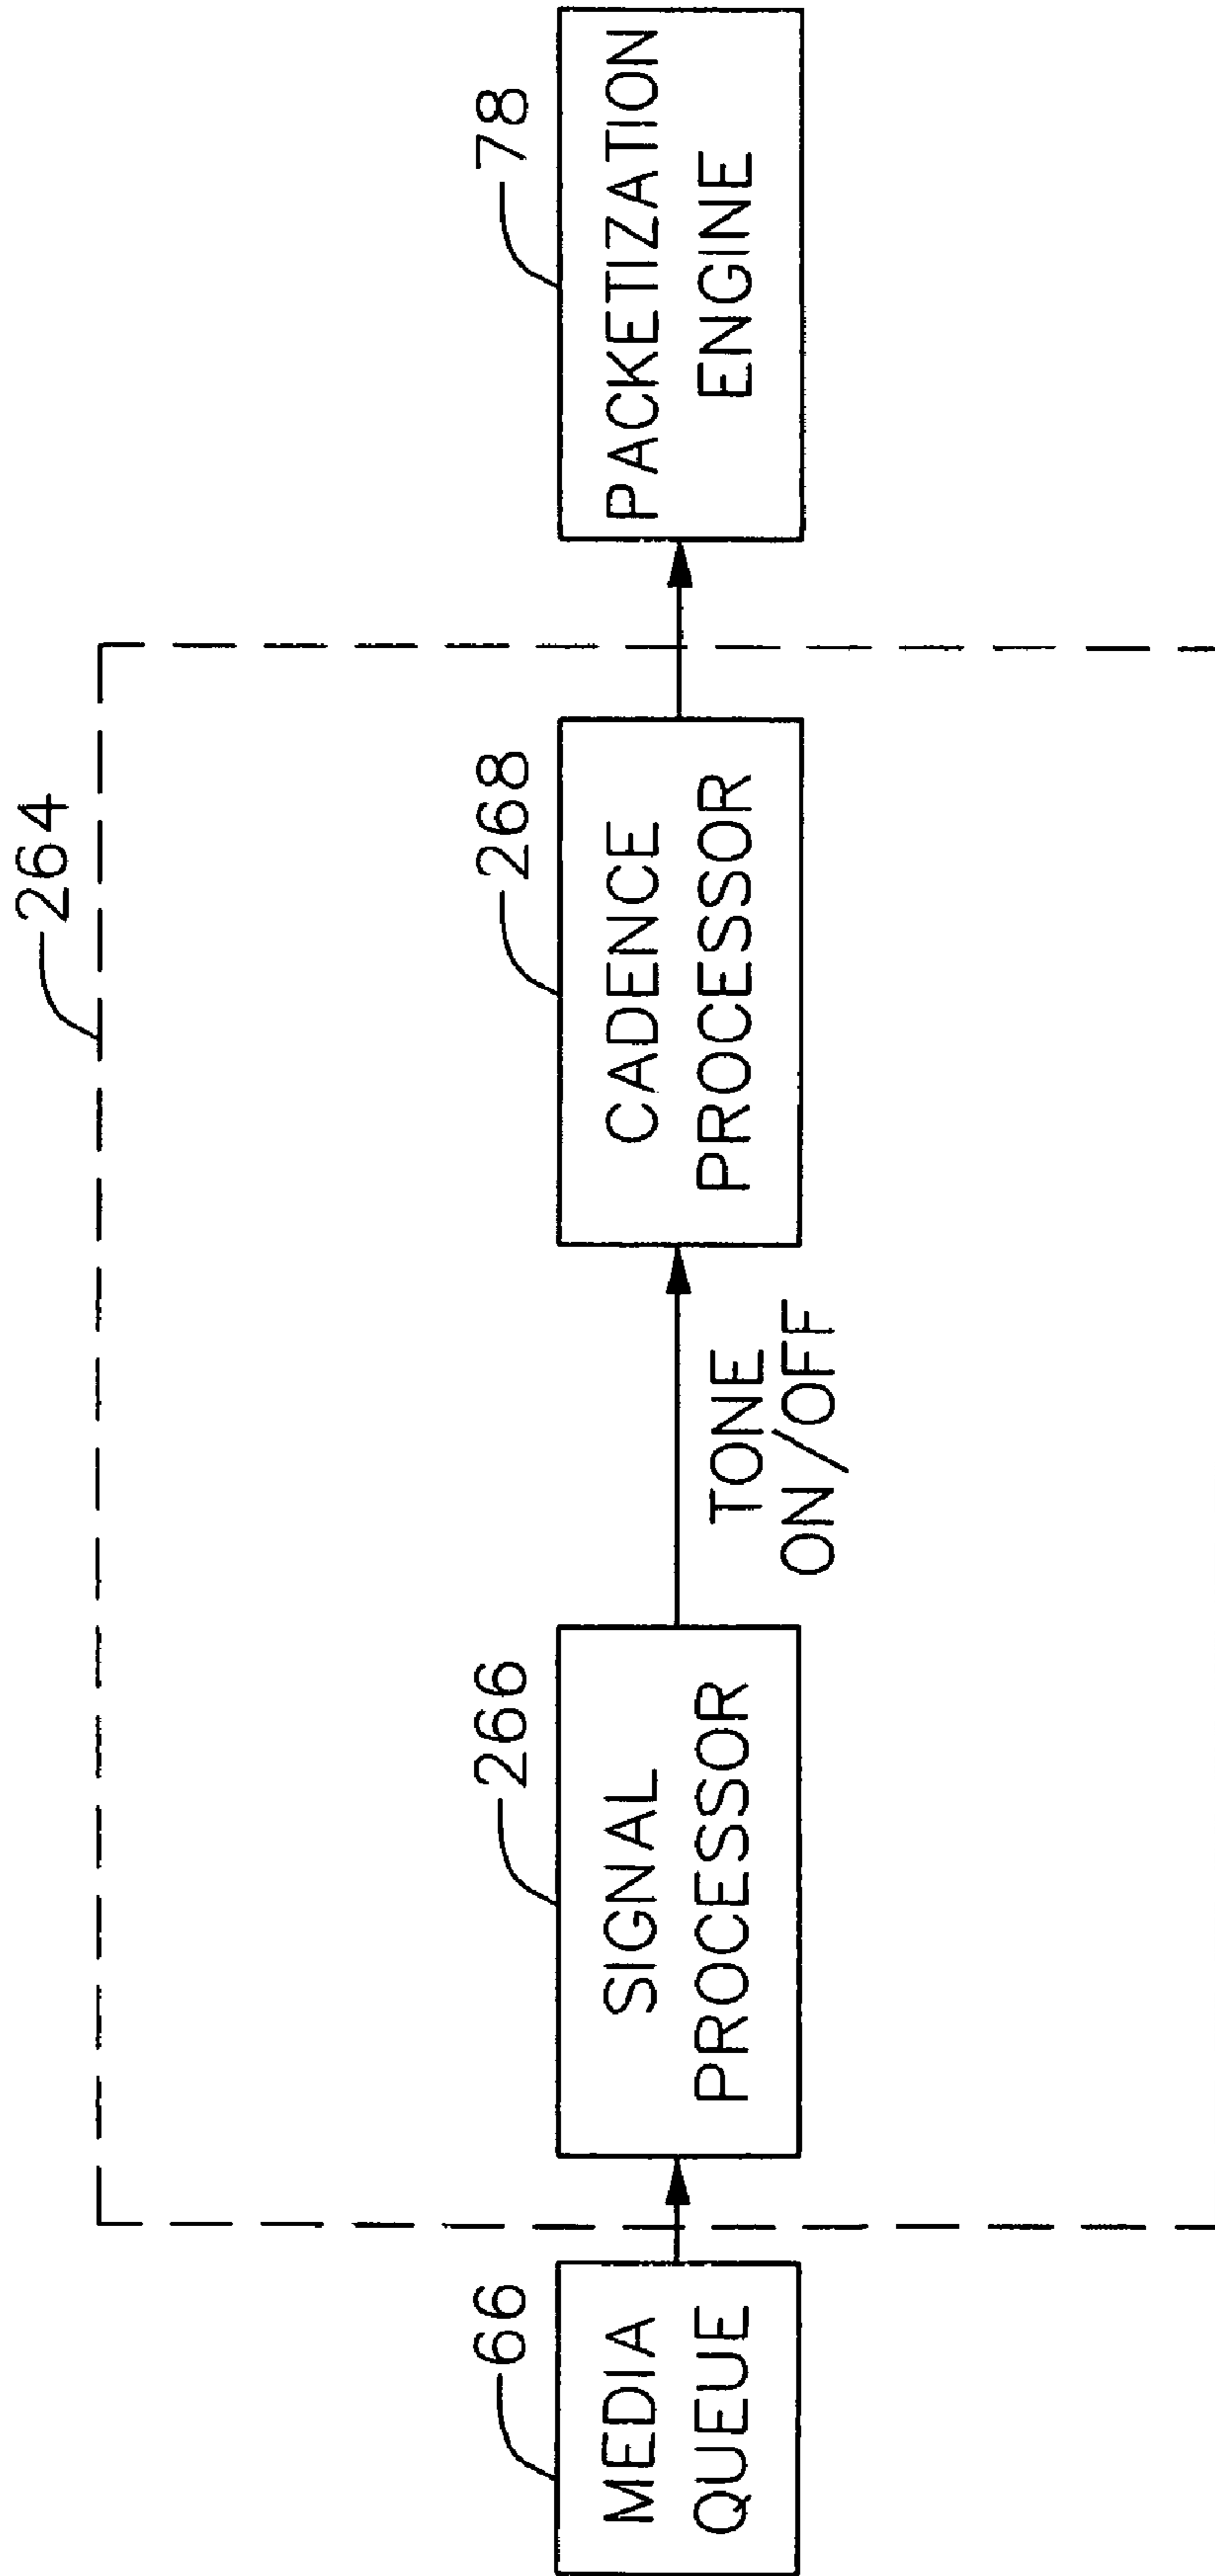 264
66
MEDIA
QUEUE
266
SIGNAL
PROCESSOR
TONE
ON/OFF
268
CADENCE
PROCESSOR
78
PACKETIZATION
ENGINE